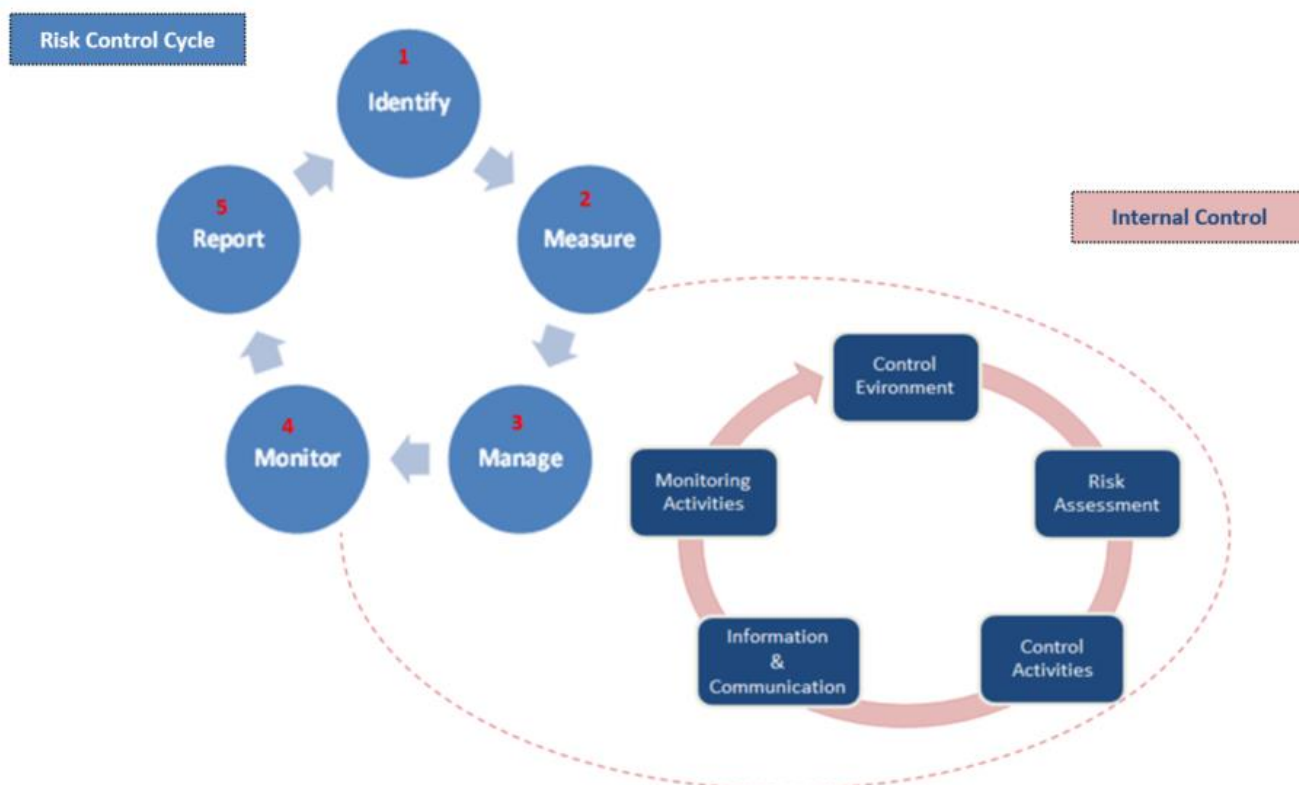 Risk Control Cycle
1
Identify
2
Measure
3
Manage
4
Monitor
5
Report
Internal Control
Control
Evironment
Risk
Assessment
Control
Activities
Information
&
Communication
Monitoring
Activities